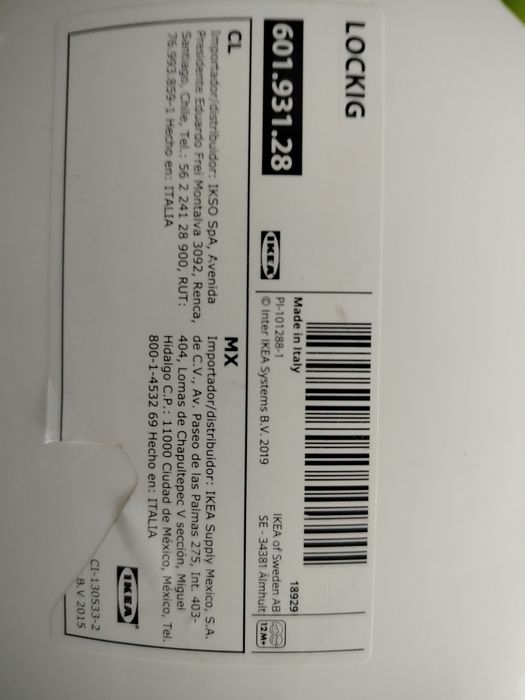 LOCKIG
601.931.28
IKEA
Made in Italy
PI-101288-1
© Inter IKEA Systems B.V. 2019
18929
IKEA of Sweden AB
SE - 34381 Älmhult
12M+
CL
Importador/distribuidor: IKSO SpA, Avenida
Presidente Eduardo Frei Montalva 3092, Renca,
Santiago, Chile, Tel.: 56 2 241 28 900, RUT:
76.993.859-1 Hecho en: ITALIA
MX
Importador/distribuidor: IKEA Supply Mexico, S.A.
de C.V., Av. Paseo de las Palmas 275, Int. 403-
404, Lomas de Chapultepec V sección, Miguel
Hidalgo C.P.: 11000 Ciudad de México, México, Tel.
800-1-4532 69 Hecho en: ITALIA
IKEA
CI-130533-2
B.V 2015